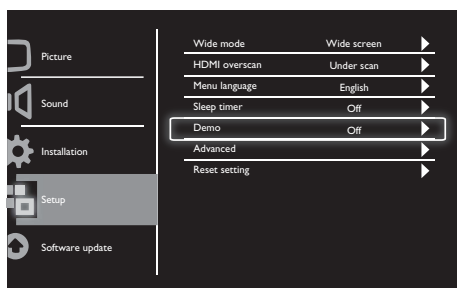 Picture
Sound
Installation
Setup
Software update
Wide mode Wide screen
HDMI overscan Under scan
Menu language English
Sleep timer Off
Demo Off
Advanced
Reset setting